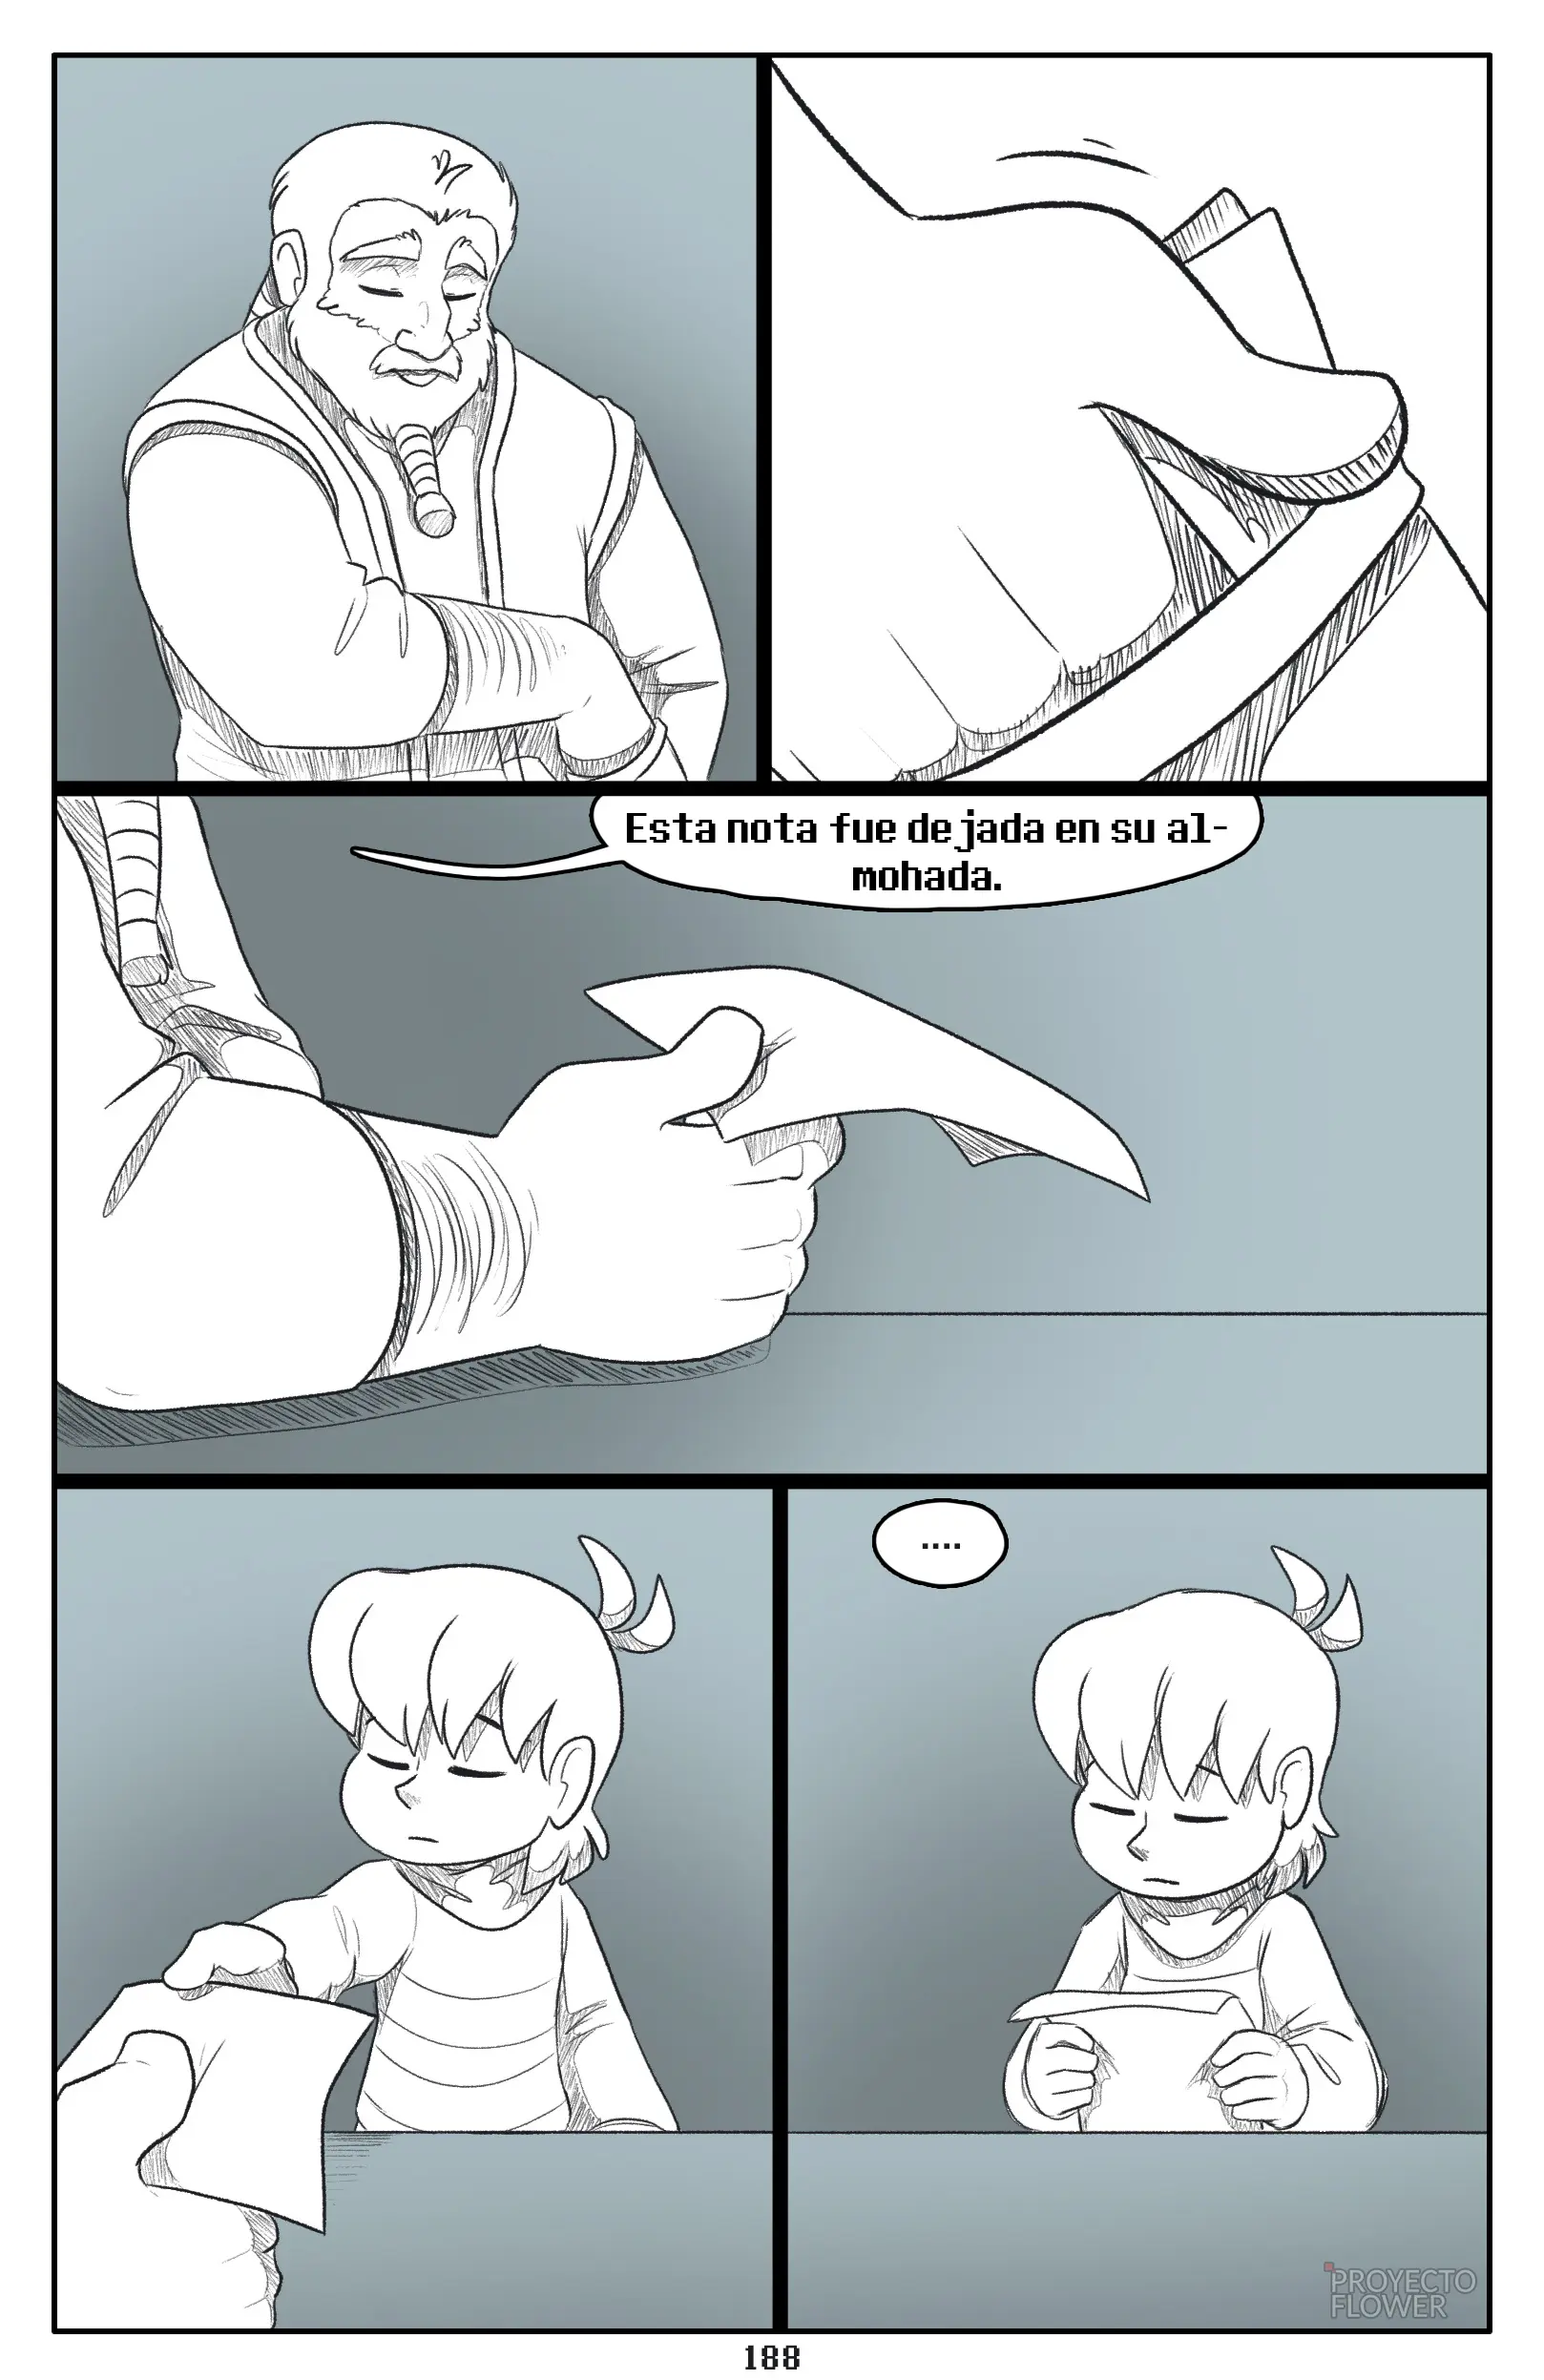 Esta nota fue dejada en su al-
mohada.
....
PROYECTO
FLOWER
188